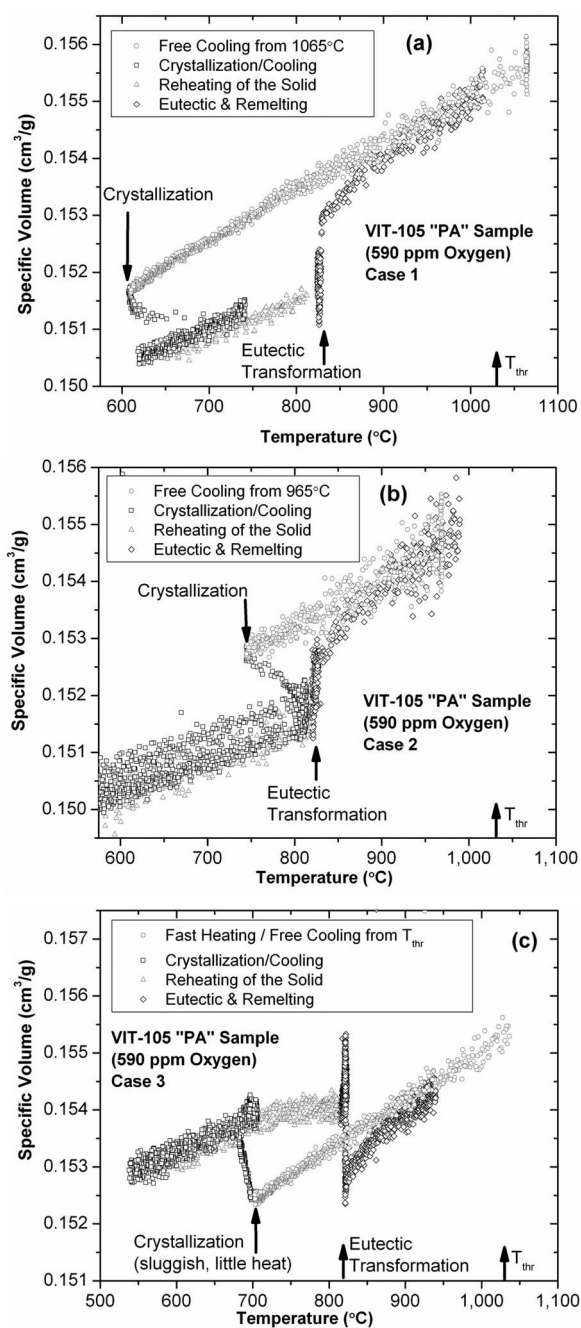 (a)
Free Cooling from 1065°C
Crystallization/Cooling
Reheating of the Solid
Eutectic & Remelting
Crystallization
VIT-105 "PA" Sample
(590 ppm Oxygen)
Case 1
Eutectic
Transformation
Tthr
0.156
0.155
0.154
0.153
0.152
0.151
0.150
Specific Volume (cm³/g)
600 700 800 900 1000 1100
Temperature (°C)
(b)
Free Cooling from 965°C
Crystallization/Cooling
Reheating of the Solid
Eutectic & Remelting
Crystallization
VIT-105 "PA" Sample
(590 ppm Oxygen)
Case 2
Eutectic
Transformation
Tthr
0.156
0.155
0.154
0.153
0.152
0.151
0.150
Specific Volume (cm³/g)
600 700 800 900 1,000 1,100
Temperature (°C)
(c)
Fast Heating / Free Cooling from Tthr
Crystallization/Cooling
Reheating of the Solid
Eutectic & Remelting
VIT-105 "PA" Sample
(590 ppm Oxygen)
Case 3
Crystallization
(sluggish, little heat)
Eutectic
Transformation
Tthr
0.157
0.156
0.155
0.154
0.153
0.152
0.151
Specific Volume (cm³/g)
500 600 700 800 900 1,000 1,100
Temperature (°C)